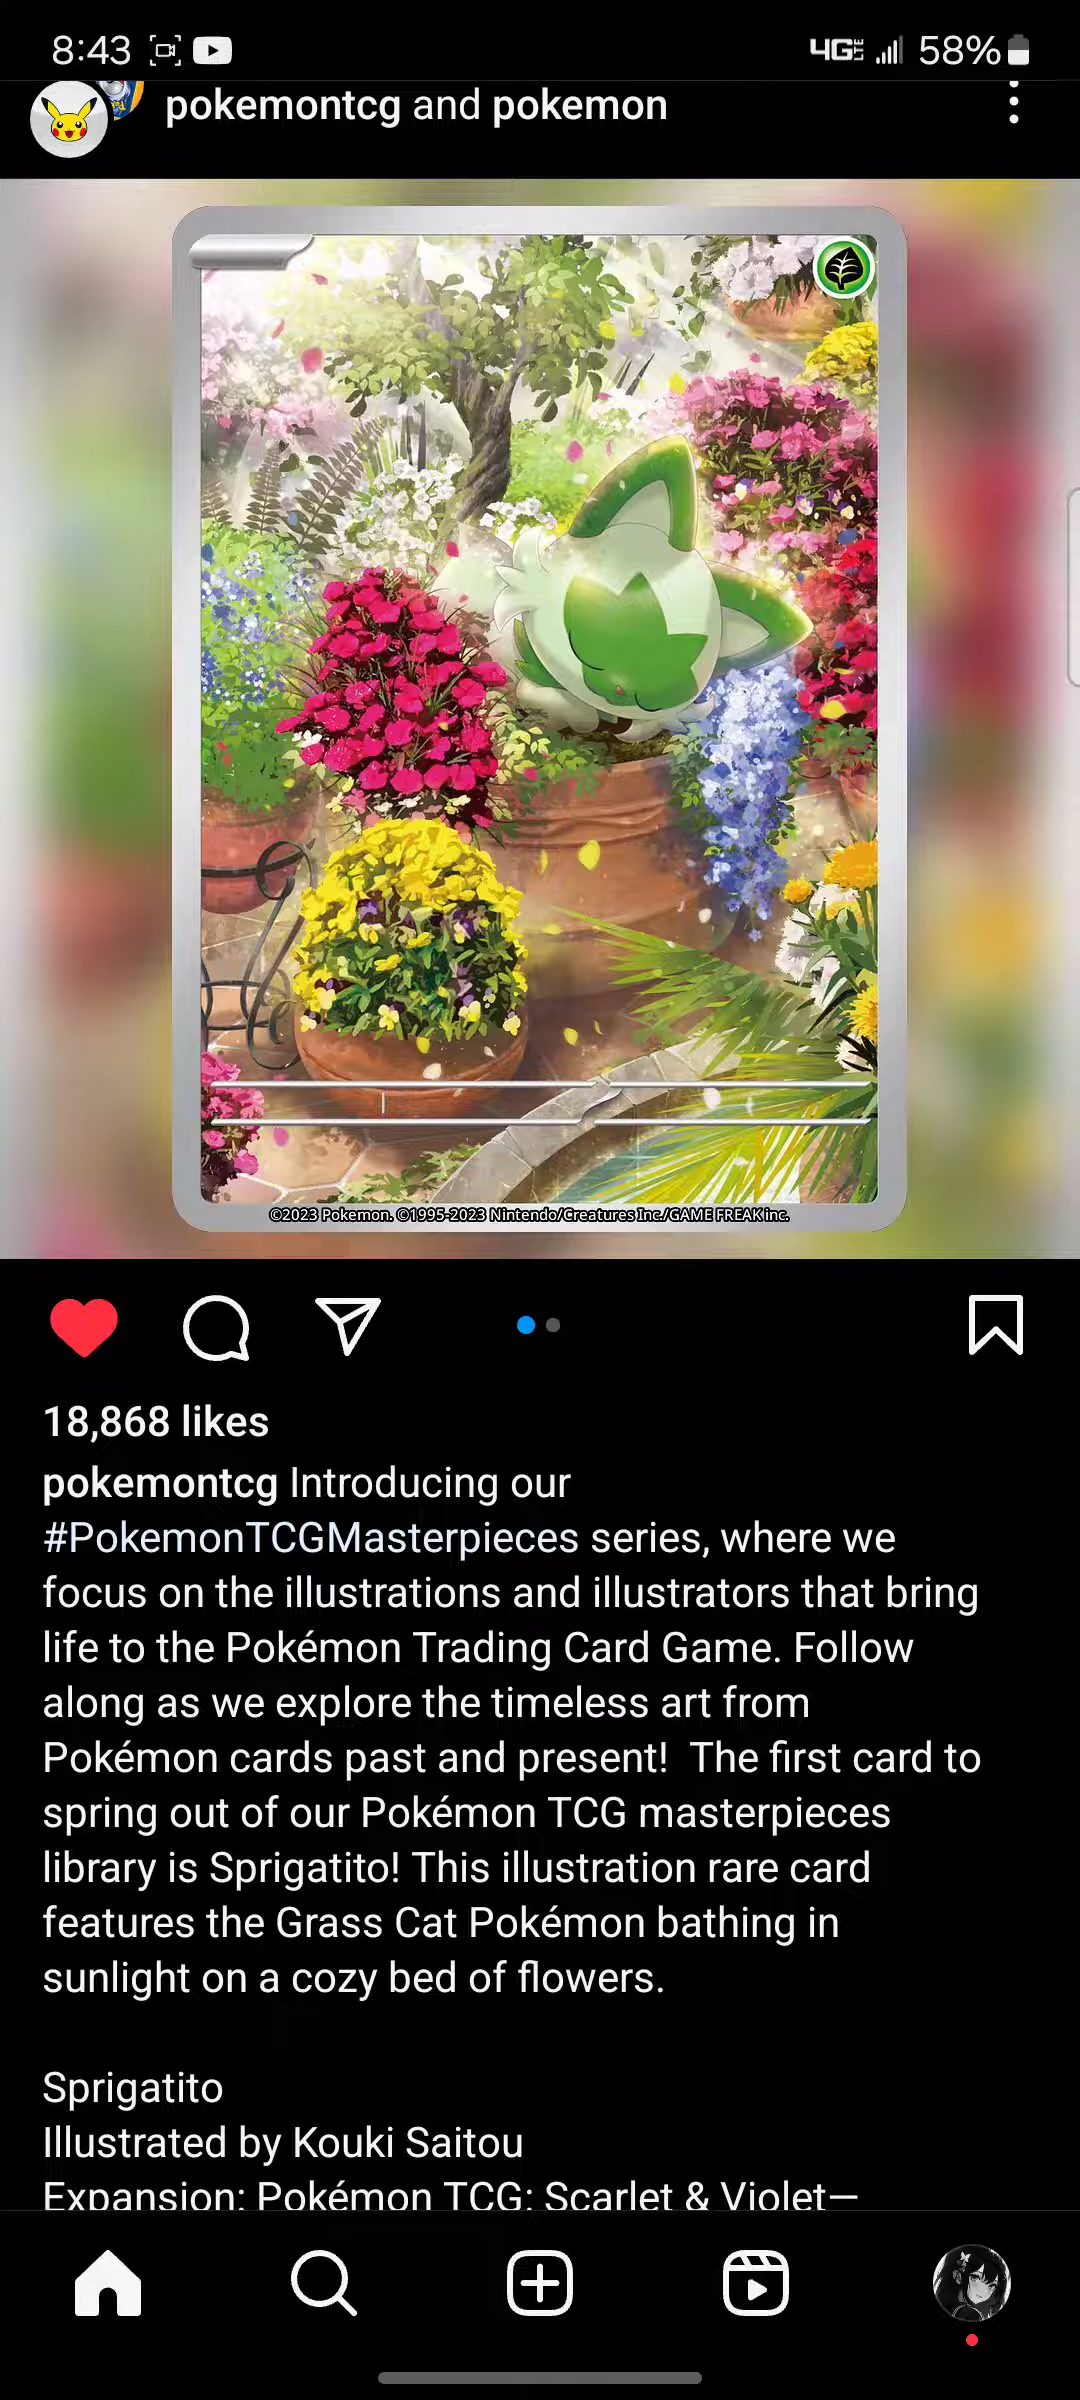 8:43 4G LTE 58%
pokemontcg and pokemon
©2023 Pokemon. ©1995-2023 Nintendo/Creatures Inc./GAME FREAK inc.
18,868 likes
pokemontcg Introducing our
#PokemonTCGMasterpieces series, where we
focus on the illustrations and illustrators that bring
life to the Pokémon Trading Card Game. Follow
along as we explore the timeless art from
Pokémon cards past and present!  The first card to
spring out of our Pokémon TCG masterpieces
library is Sprigatito! This illustration rare card
features the Grass Cat Pokémon bathing in
sunlight on a cozy bed of flowers.
Sprigatito
Illustrated by Kouki Saitou
Expansion: Pokémon TCG: Scarlet & Violet—